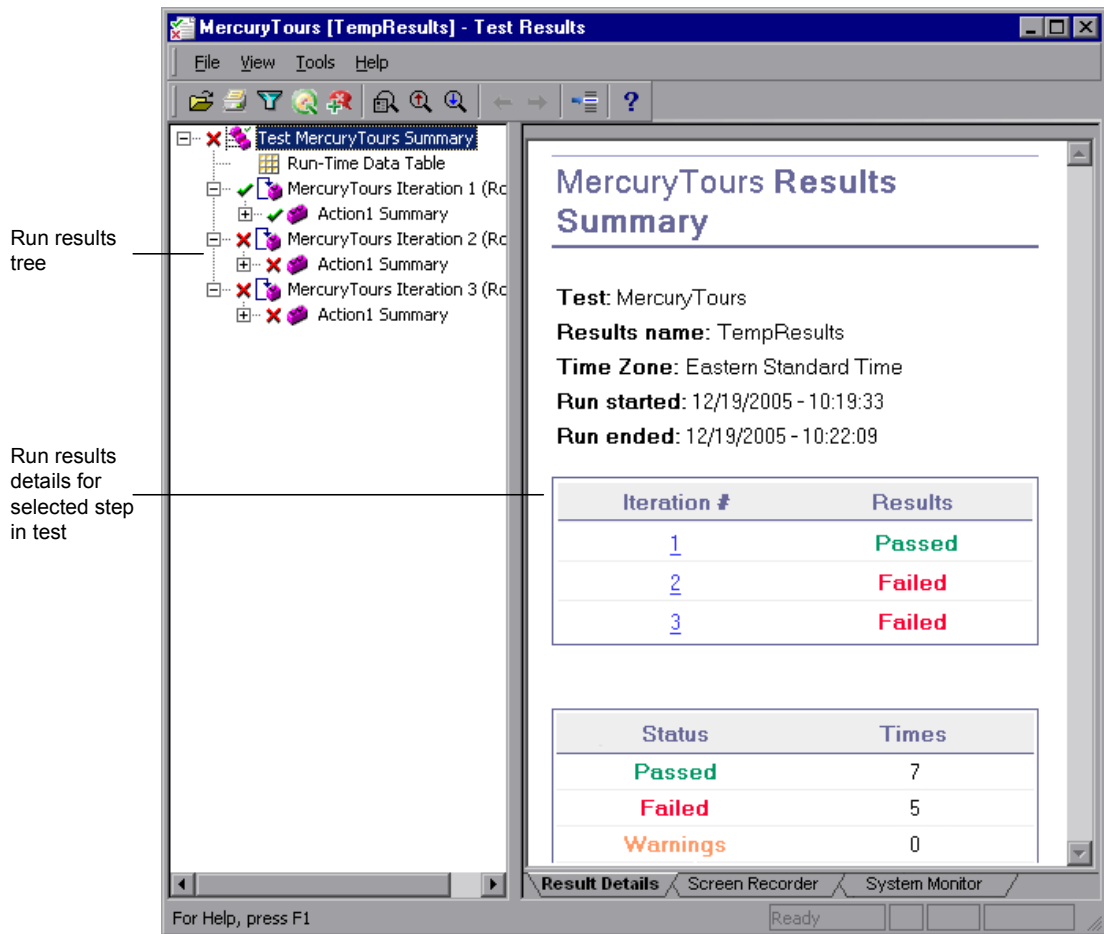 MercuryTours [TempResults] - Test Results
File View Tools Help
Test MercuryTours Summary
Run-Time Data Table
MercuryTours Iteration 1 (Ro
Action1 Summary
MercuryTours Iteration 2 (Ro
Action1 Summary
MercuryTours Iteration 3 (Ro
Action1 Summary
Run results
tree
Run results
details for
selected step
in test
MercuryTours Results
Summary
Test: MercuryTours
Results name: TempResults
Time Zone: Eastern Standard Time
Run started: 12/19/2005 - 10:19:33
Run ended: 12/19/2005 - 10:22:09
Iteration # Results
1 Passed
2 Failed
3 Failed
Status Times
Passed 7
Failed 5
Warnings 0
Result Details Screen Recorder System Monitor
For Help, press F1 Ready